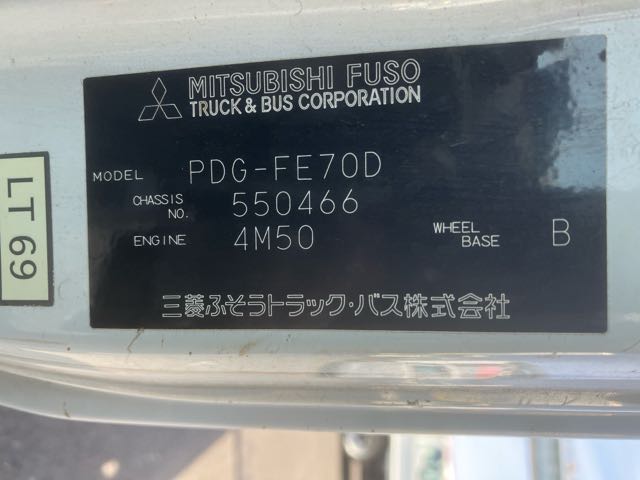 MITSUBISHI FUSO
TRUCK & BUS CORPORATION
MODEL PDG-FE70D
CHASSIS NO. 550466
ENGINE 4M50 WHEEL BASE B
三菱ふそうトラック・バス株式会社
LT 69